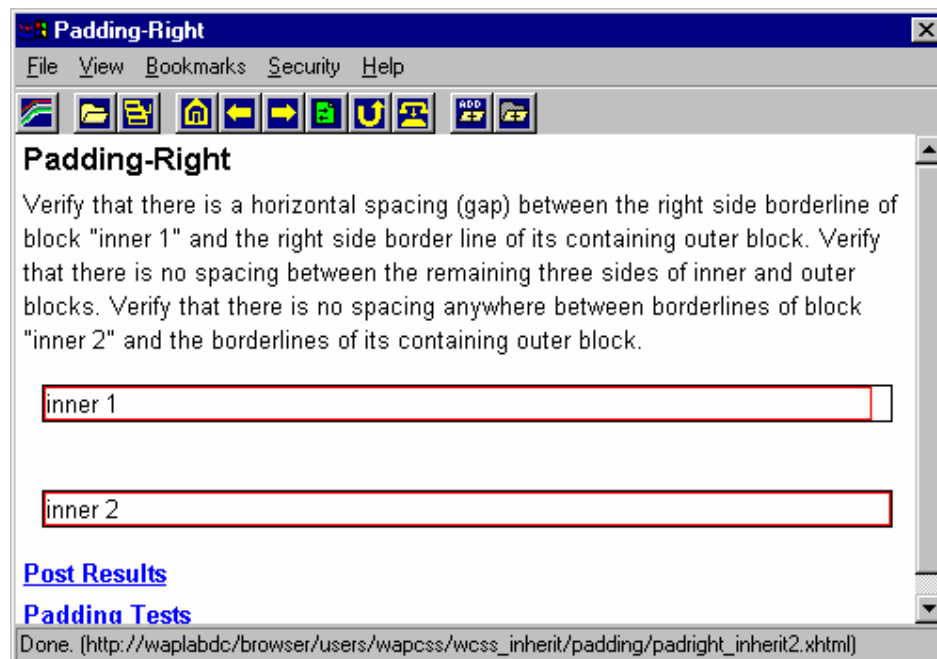 Padding-Right
File View Bookmarks Security Help
ADD
Padding-Right
Verify that there is a horizontal spacing (gap) between the right side borderline of
block "inner 1" and the right side border line of its containing outer block. Verify
that there is no spacing between the remaining three sides of inner and outer
blocks. Verify that there is no spacing anywhere between borderlines of block
"inner 2" and the borderlines of its containing outer block.
inner 1
inner 2
Post Results
Padding Tests
Done. (http://waplabdc/browser/users/wapcss/wcss_inherit/padding/padright_inherit2.xhtml)